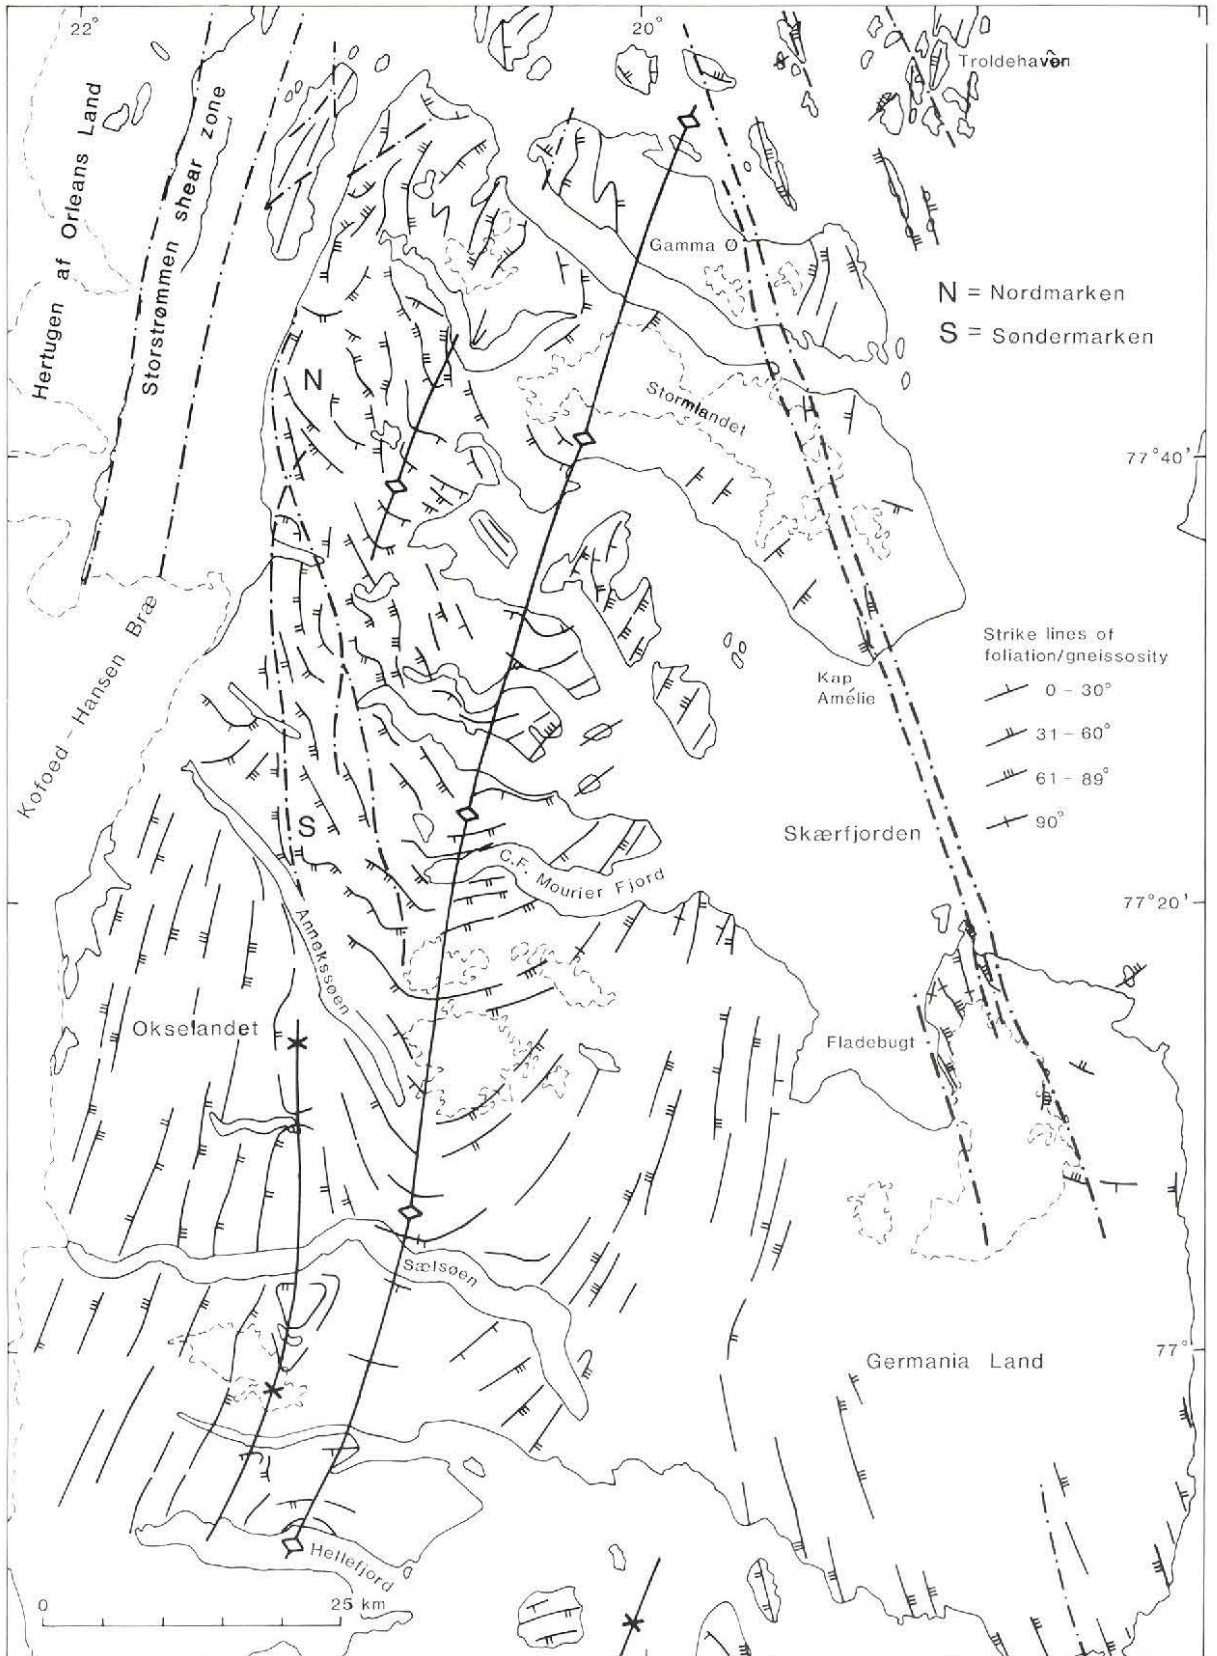 22°
20°
Troldehavên
Hertugen af Orleans Land
Storstrømmen shear zone
Gamma Ø
N = Nordmarken
S = Søndermarken
N
Stormlandet
77°40'
Kofoed-Hansen Bræ
Strike lines of
foliation/gneissosity
0 - 30°
31 - 60°
61 - 89°
90°
Kap
Amélie
S
Skærfjorden
C.F. Mourier Fjord
77°20'
Annekssøen
Okselandet
Fladebugt
Sælsøen
77°
Germania Land
Hellefjord
0
25 km